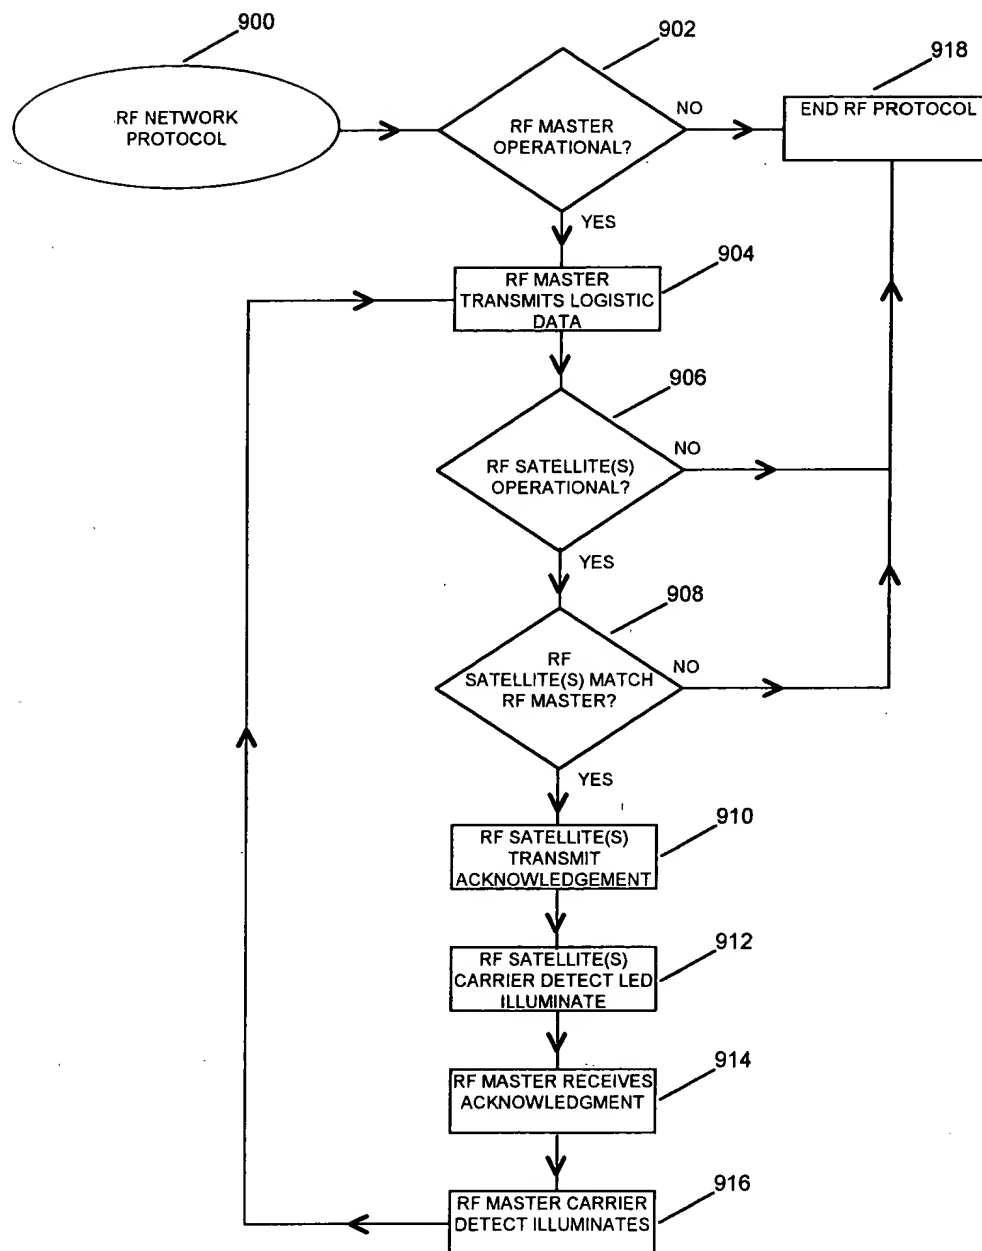 900
RF NETWORK
PROTOCOL
902
RF MASTER
OPERATIONAL?
NO
918
END RF PROTOCOL
YES
904
RF MASTER
TRANSMITS LOGISTIC
DATA
906
RF SATELLITE(S)
OPERATIONAL?
NO
YES
908
RF
SATELLITE(S) MATCH
RF MASTER?
NO
YES
910
RF SATELLITE(S)
TRANSMIT
ACKNOWLEDGEMENT
912
RF SATELLITE(S)
CARRIER DETECT LED
ILLUMINATE
914
RF MASTER RECEIVES
ACKNOWLEDGMENT
916
RF MASTER CARRIER
DETECT ILLUMINATES